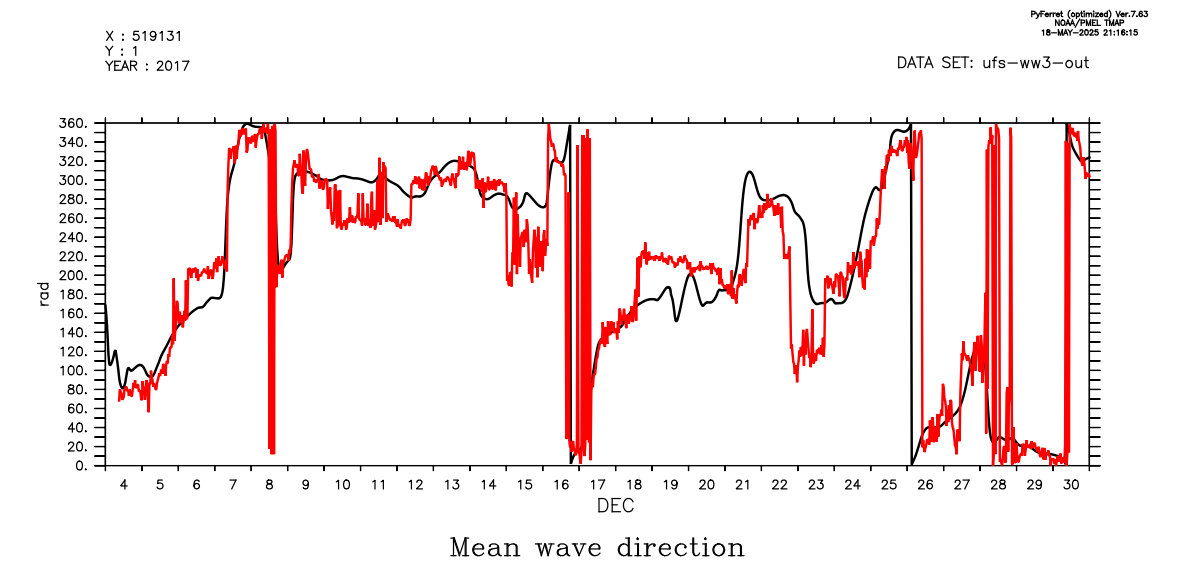 PyFerret (optimized) Ver.7.63
NOAA/PMEL TMAP
18-MAY-2025 21:16:15
X : 519131
Y : 1
YEAR : 2017
DATA SET: ufs-ww3-out
360.
340.
320.
300.
280.
260.
240.
220.
200.
180.
160.
140.
120.
100.
80.
60.
40.
20.
0.
rad
4 5 6 7 8 9 10 11 12 13 14 15 16 17 18 19 20 21 22 23 24 25 26 27 28 29 30
DEC
Mean wave direction